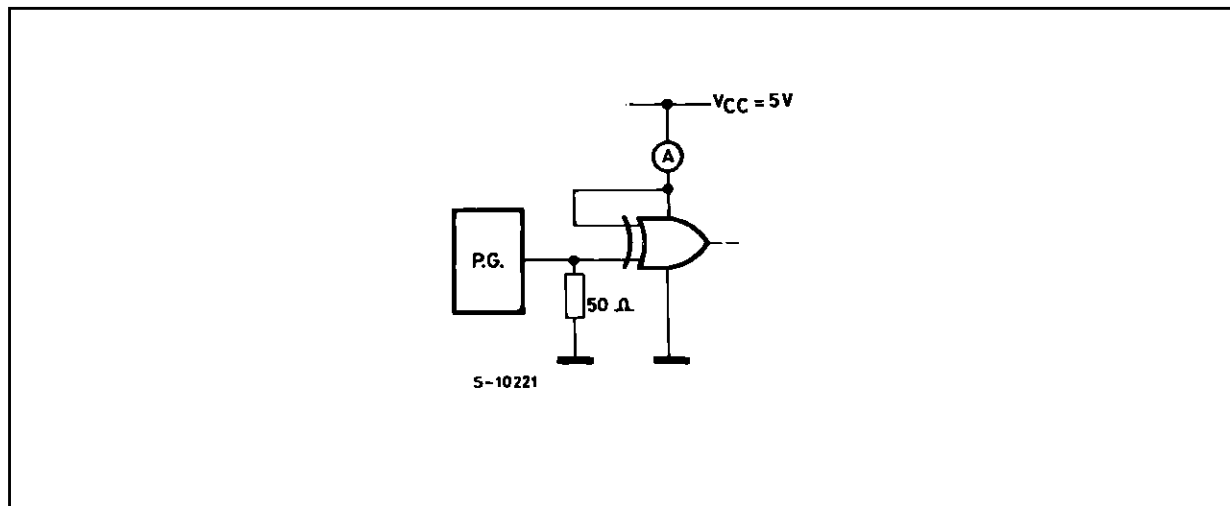 VCC = 5V
A
P.G.
50 Ω
S-10221